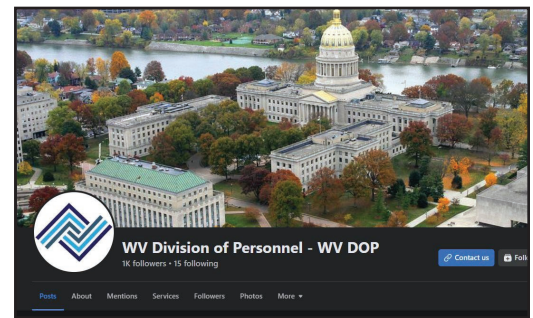 WV Division of Personnel - WV DOP
1K followers • 15 following
Contact us
Foll
Posts About Mentions Services Followers Photos More